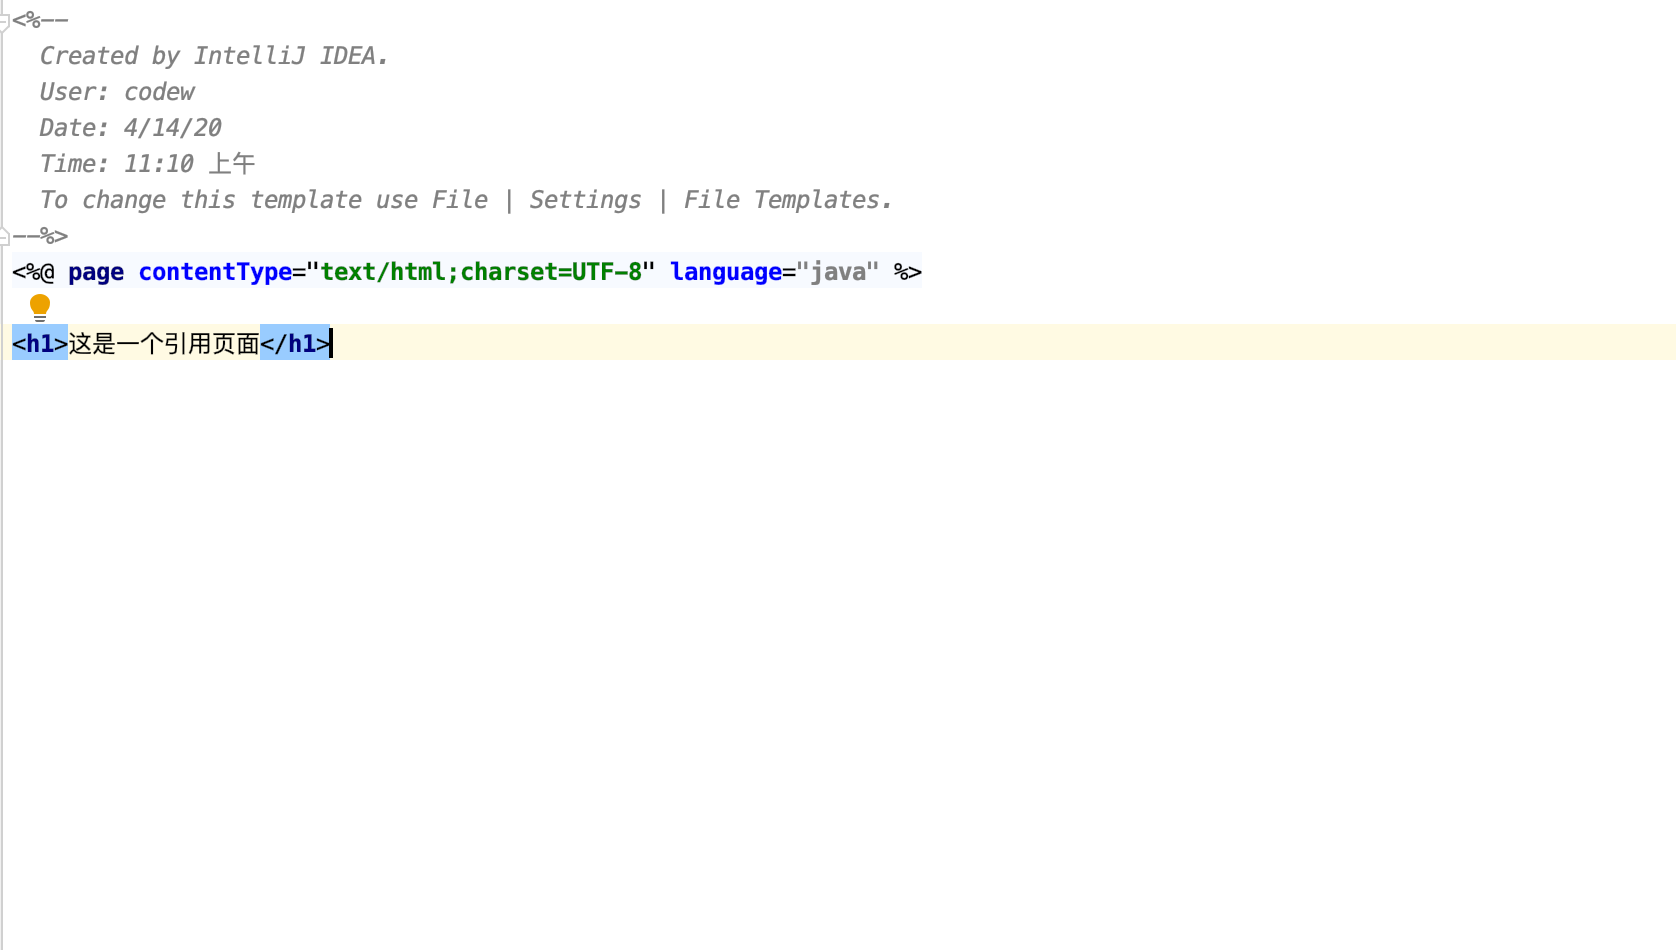 <%--
  Created by IntelliJ IDEA.
  User: codew
  Date: 4/14/20
  Time: 11:10 上午
  To change this template use File | Settings | File Templates.
--%>
<%@ page contentType="text/html;charset=UTF-8" language="java" %>
<h1>这是一个引用页面</h1>